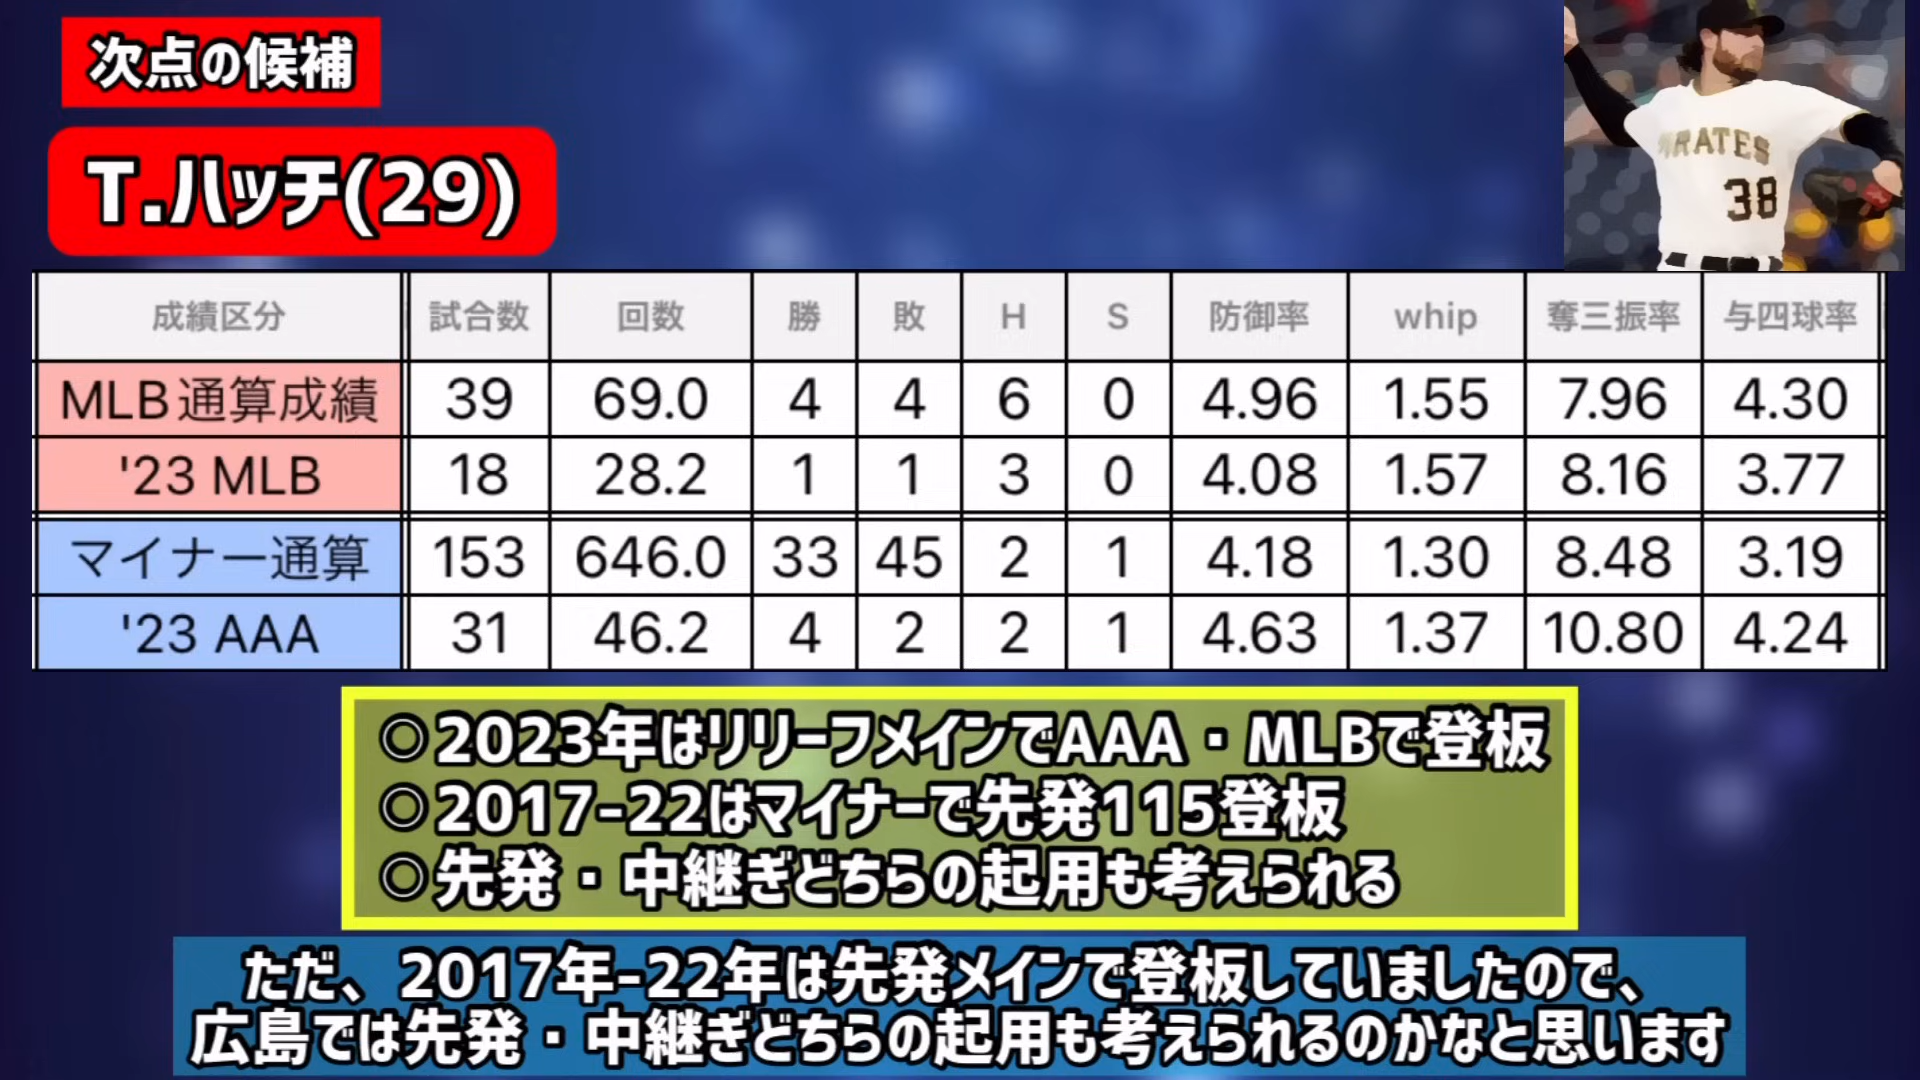 次点の候補
T.ハッチ(29)
PIRATES
38
成績区分 試合数 回数 勝 敗 H S 防御率 whip 奪三振率 与四球率
MLB通算成績 39 69.0 4 4 6 0 4.96 1.55 7.96 4.30
'23 MLB 18 28.2 1 1 3 0 4.08 1.57 8.16 3.77
マイナー通算 153 646.0 33 45 2 1 4.18 1.30 8.48 3.19
'23 AAA 31 46.2 4 2 2 1 4.63 1.37 10.80 4.24
○2023年はリリーフメインでAAA・MLBで登板
○2017-22はマイナーで先発115登板
○先発・中継ぎどちらの起用も考えられる
ただ、2017年-22年は先発メインで登板していましたので、
広島では先発・中継ぎどちらの起用も考えられるのかなと思います